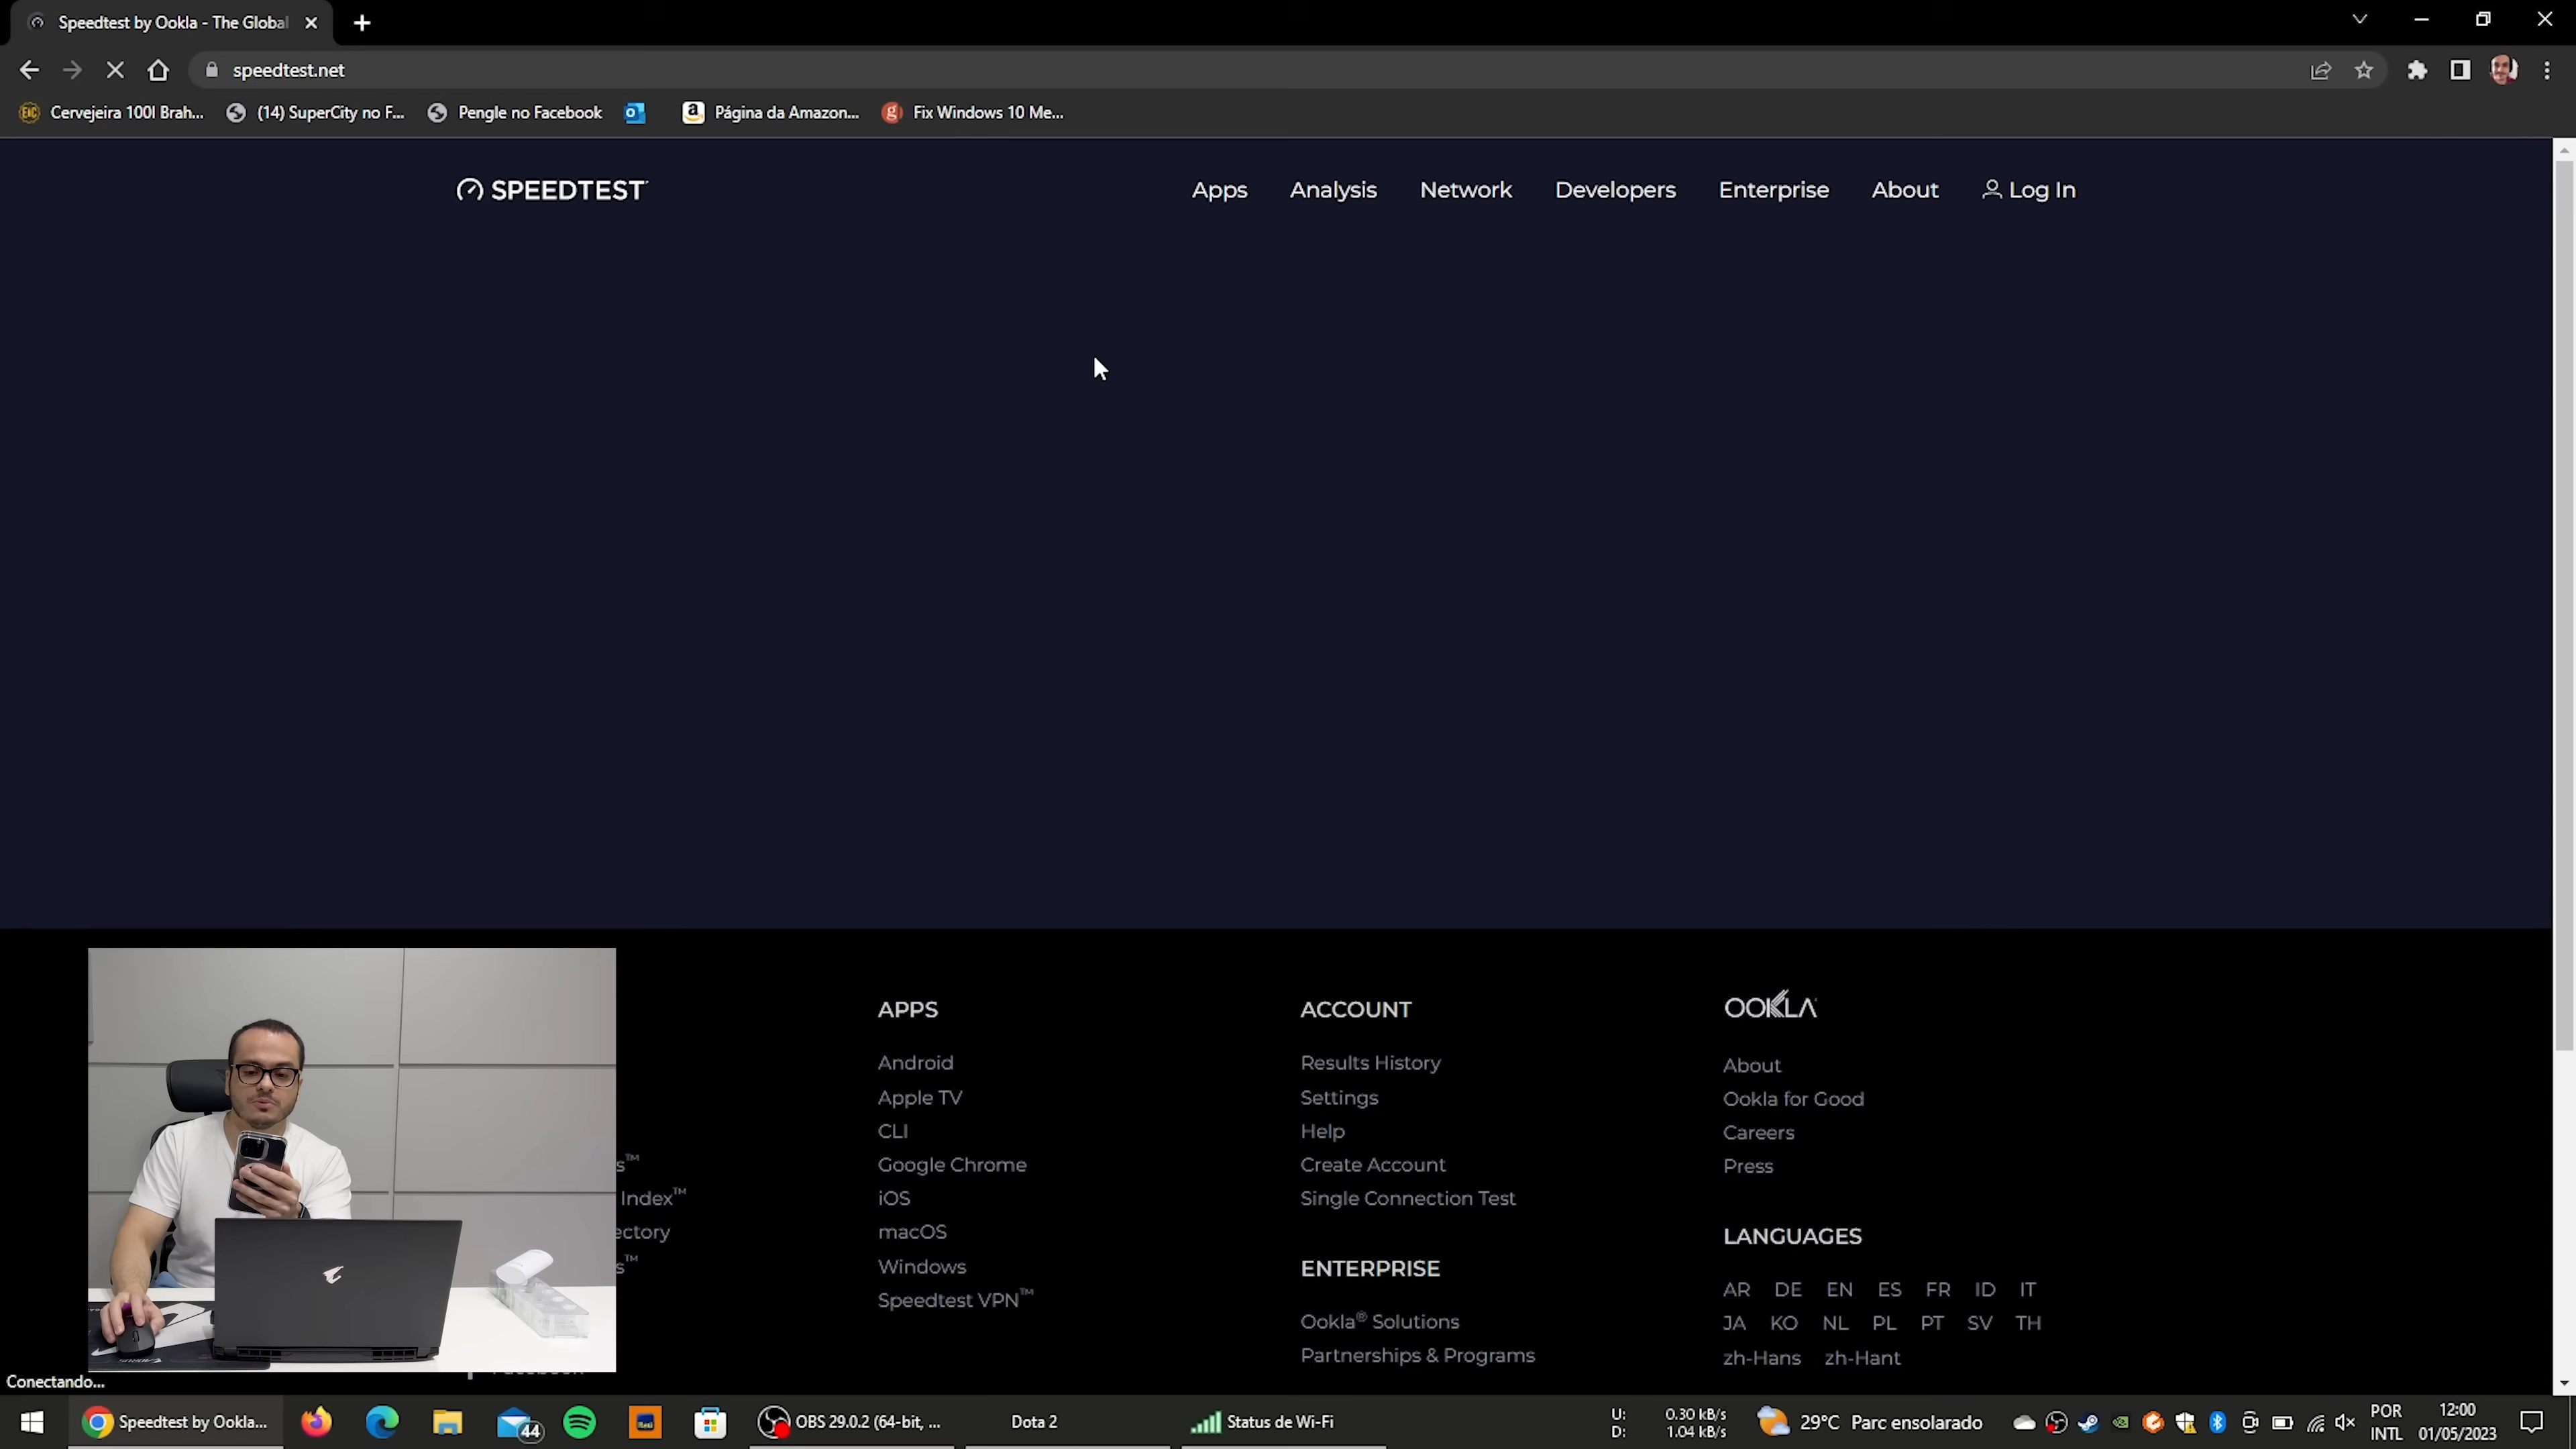 Speedtest by Ookla - The Global
speedtest.net
Cervejeira 100l Brah... (14) SuperCity no F... Pengle no Facebook Página da Amazon... Fix Windows 10 Me...
SPEEDTEST
Apps Analysis Network Developers Enterprise About Log In
APPS
Android
Apple TV
CLI
Google Chrome
iOS
macOS
Windows
Speedtest VPN™
ACCOUNT
Results History
Settings
Help
Create Account
Single Connection Test
ENTERPRISE
Ookla® Solutions
Partnerships & Programs
OOKLA
About
Ookla for Good
Careers
Press
LANGUAGES
AR DE EN ES FR ID IT
JA KO NL PL PT SV TH
zh-Hans zh-Hant
s™
Index™
ectory
s™
Conectando...
Speedtest by Ookla... 44 OBS 29.0.2 (64-bit, ... Dota 2 Status de Wi-Fi
U: 0.30 kB/s
D: 1.04 kB/s
29°C Parc ensolarado
POR
INTL
12:00
01/05/2023